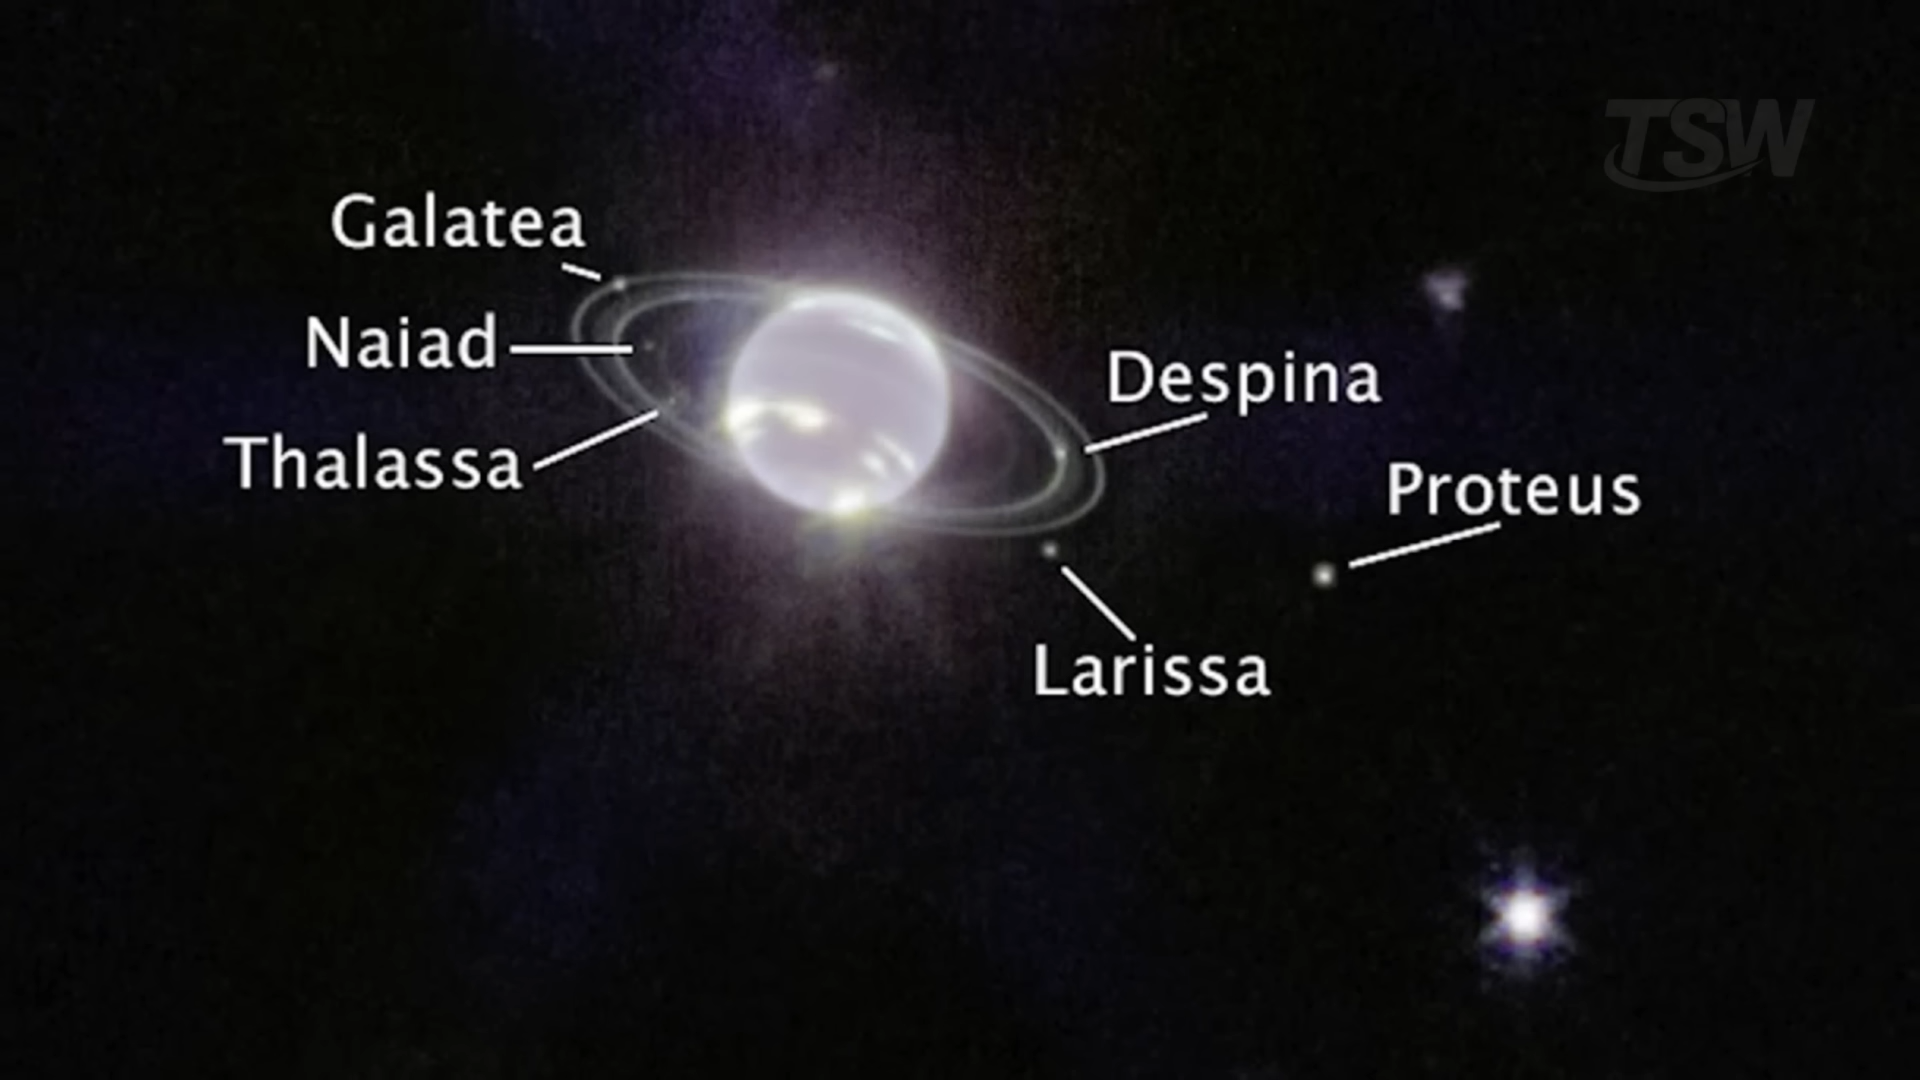 TSW
Galatea
Naiad
Thalassa
Despina
Proteus
Larissa